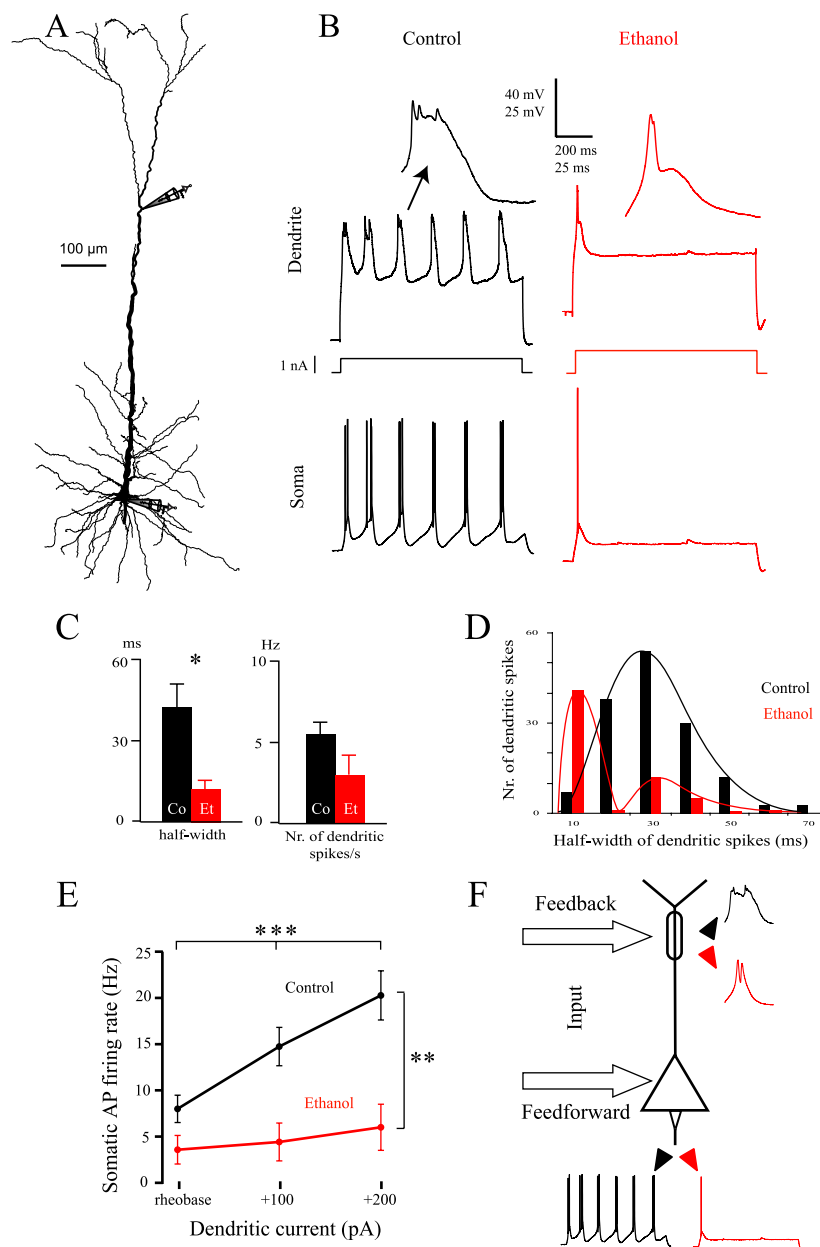 A
100 µm
B
Control
Ethanol
40 mV
25 mV
200 ms
25 ms
Dendrite
1 nA
Soma
C
ms
60
30
0
*
Co
Et
half-width
Hz
10
5
0
Co
Et
Nr. of dendritic
spikes/s
D
Nr. of dendritic spikes
60
30
0
Control
Ethanol
10
30
50
70
Half-width of dendritic spikes (ms)
E
Somatic AP firing rate (Hz)
25
20
15
10
5
0
***
Control
**
Ethanol
rheobase
+100
+200
Dendritic current (pA)
F
Feedback
Input
Feedforward